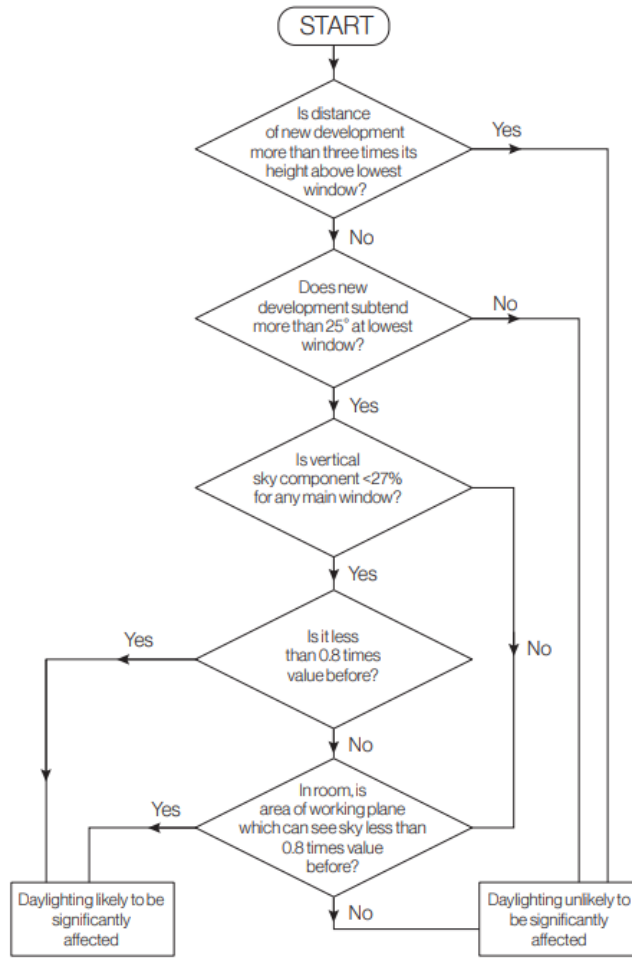 START
Is distance
of new development
more than three times its
height above lowest
window?
Yes
No
Does new
development subtend
more than 25° at lowest
window?
No
Yes
Is vertical
sky component <27%
for any main window?
Yes
No
Is it less
than 0.8 times
value before?
Yes
No
In room, is
area of working plane
which can see sky less than
0.8 times value
before?
Yes
No
Daylighting likely to be
significantly
affected
Daylighting unlikely to
be significantly
affected